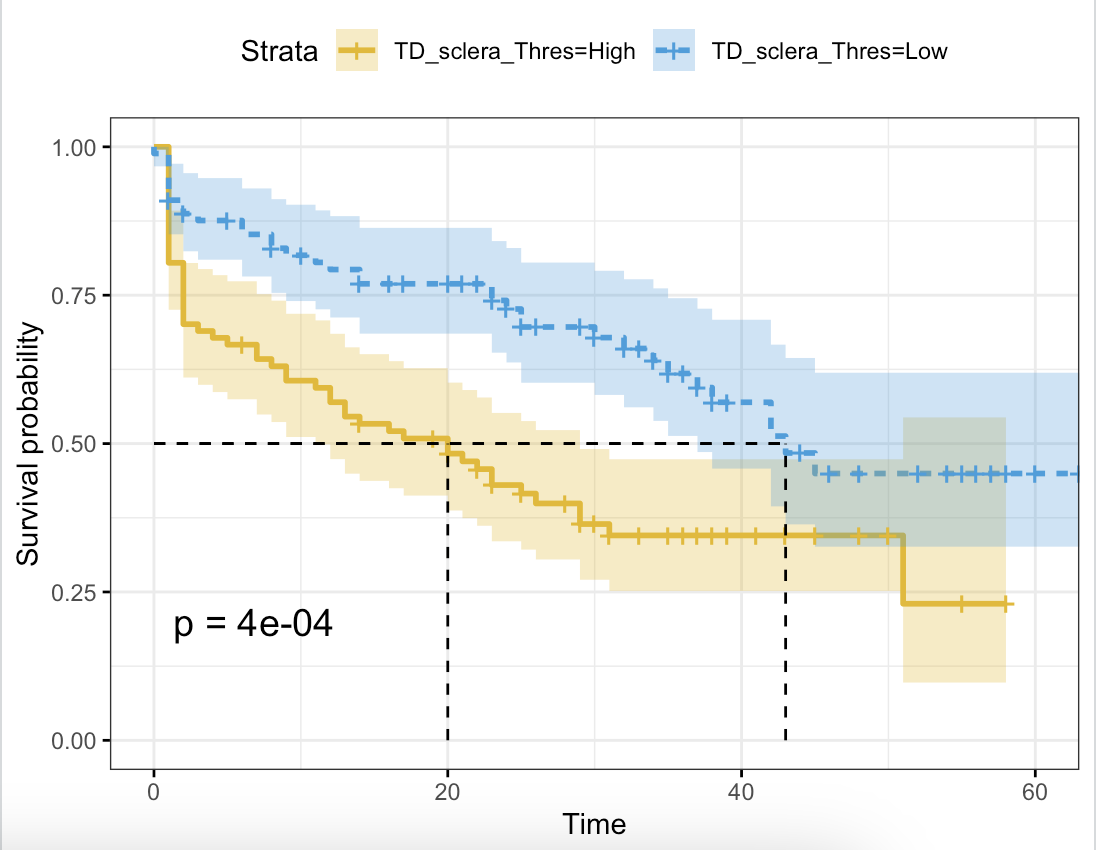 Strata TD_sclera_Thres=High TD_sclera_Thres=Low
1.00
0.75
0.50
0.25
0.00
Survival probability
p = 4e-04
0 20 40 60
Time